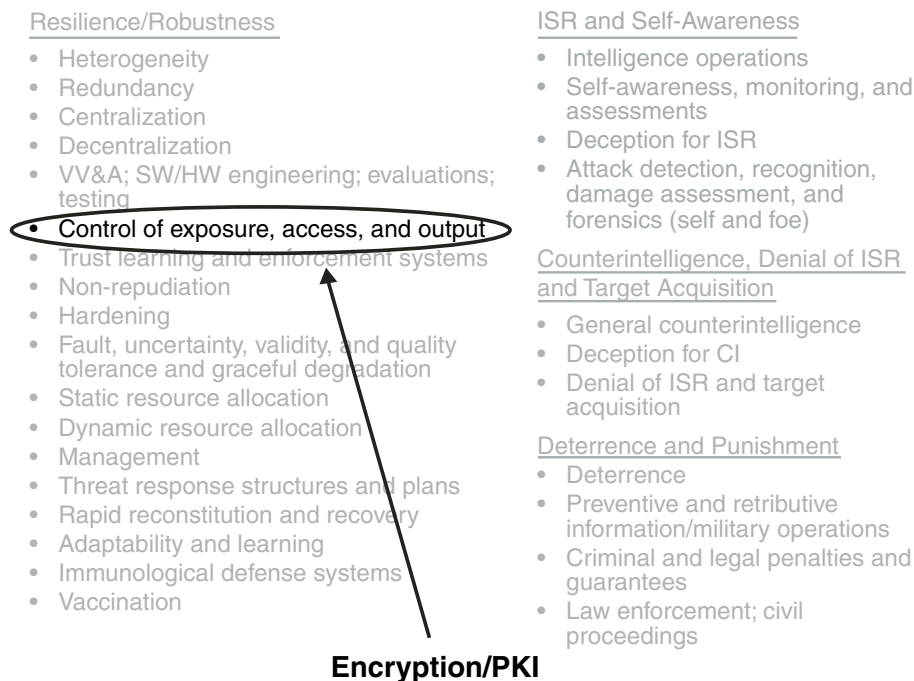 Resilience/Robustness
• Heterogeneity
• Redundancy
• Centralization
• Decentralization
• VV&A; SW/HW engineering; evaluations;
testing
• Control of exposure, access, and output
• Trust learning and enforcement systems
• Non-repudiation
• Hardening
• Fault, uncertainty, validity, and quality
tolerance and graceful degradation
• Static resource allocation
• Dynamic resource allocation
• Management
• Threat response structures and plans
• Rapid reconstitution and recovery
• Adaptability and learning
• Immunological defense systems
• Vaccination
ISR and Self-Awareness
• Intelligence operations
• Self-awareness, monitoring, and
assessments
• Deception for ISR
• Attack detection, recognition,
damage assessment, and
forensics (self and foe)
Counterintelligence, Denial of ISR
and Target Acquisition
• General counterintelligence
• Deception for CI
• Denial of ISR and target
acquisition
Deterrence and Punishment
• Deterrence
• Preventive and retributive
information/military operations
• Criminal and legal penalties and
guarantees
• Law enforcement; civil
proceedings
Encryption/PKI